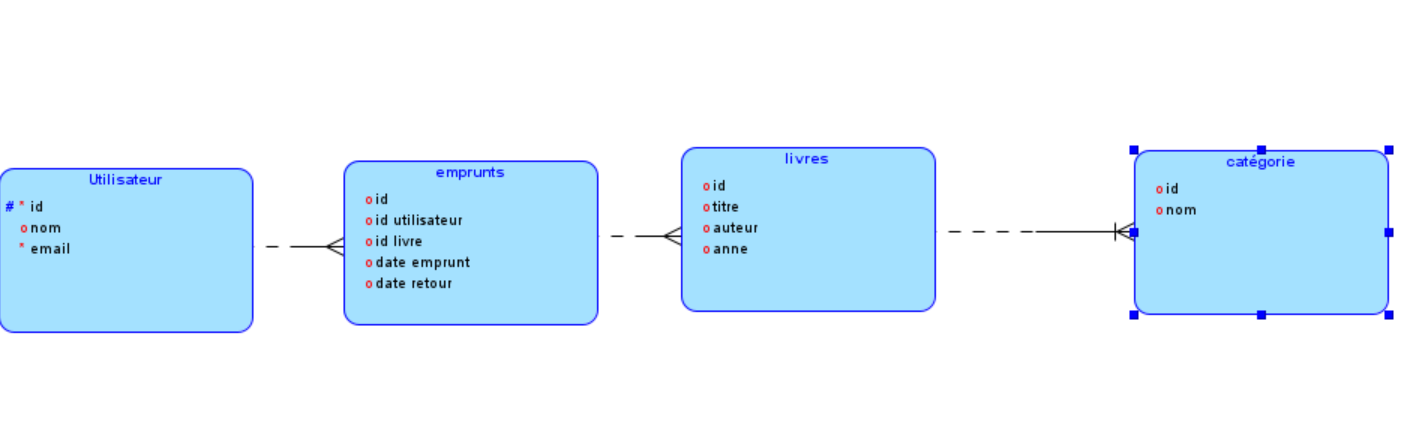 Utilisateur
# * id
o nom
* email
emprunts
o id
o id utilisateur
o id livre
o date emprunt
o date retour
livres
o id
o titre
o auteur
o anne
catégorie
o id
o nom